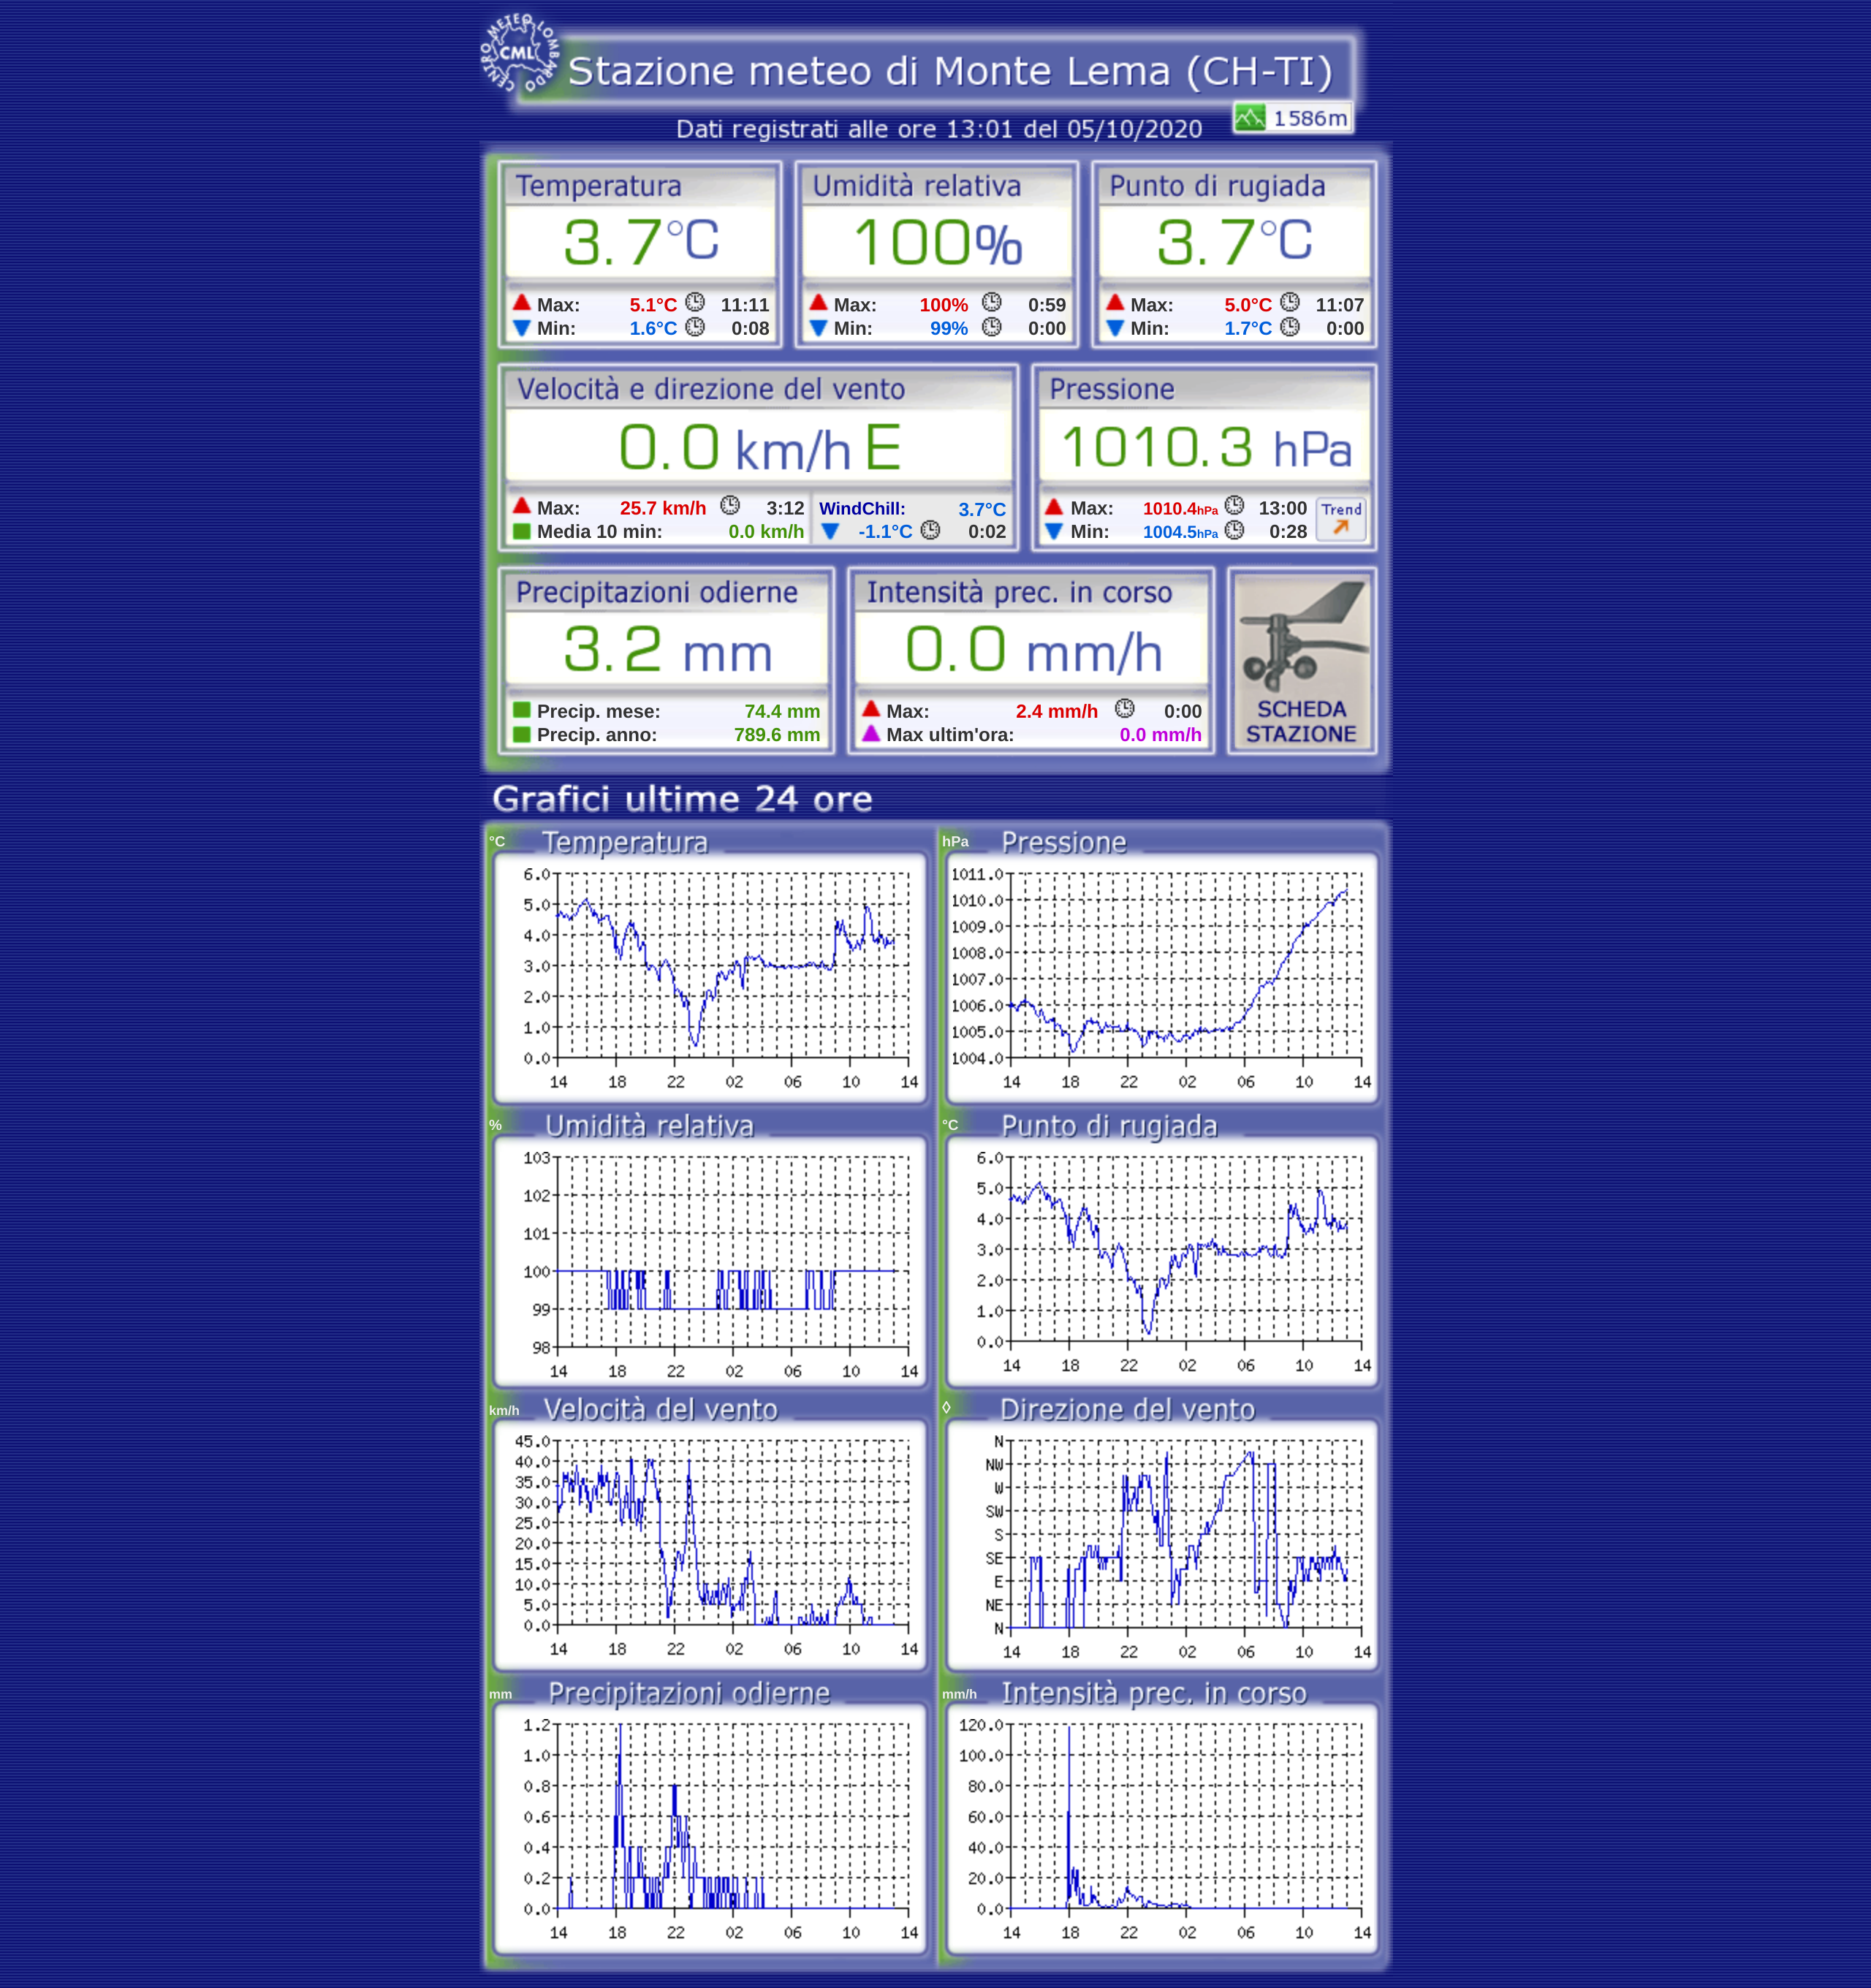 CENTRO METEO LOMBARDO
CML
Stazione meteo di Monte Lema (CH-TI)
1586m
Dati registrati alle ore 13:01 del 05/10/2020
Temperatura
3.7°C
Max: 5.1°C 11:11
Min: 1.6°C 0:08
Umidità relativa
100%
Max: 100% 0:59
Min: 99% 0:00
Punto di rugiada
3.7°C
Max: 5.0°C 11:07
Min: 1.7°C 0:00
Velocità e direzione del vento
0.0 km/h E
Max: 25.7 km/h 3:12
Media 10 min: 0.0 km/h
WindChill: 3.7°C
-1.1°C 0:02
Pressione
1010.3 hPa
Max: 1010.4hPa 13:00
Min: 1004.5hPa 0:28
Trend
Precipitazioni odierne
3.2 mm
Precip. mese: 74.4 mm
Precip. anno: 789.6 mm
Intensità prec. in corso
0.0 mm/h
Max: 2.4 mm/h 0:00
Max ultim'ora: 0.0 mm/h
SCHEDA
STAZIONE
Grafici ultime 24 ore
°C Temperatura
6.0
5.0
4.0
3.0
2.0
1.0
0.0
14 18 22 02 06 10 14
hPa Pressione
1011.0
1010.0
1009.0
1008.0
1007.0
1006.0
1005.0
1004.0
14 18 22 02 06 10 14
% Umidità relativa
103
102
101
100
99
98
14 18 22 02 06 10 14
°C Punto di rugiada
6.0
5.0
4.0
3.0
2.0
1.0
0.0
14 18 22 02 06 10 14
km/h Velocità del vento
45.0
40.0
35.0
30.0
25.0
20.0
15.0
10.0
5.0
0.0
14 18 22 02 06 10 14
◊ Direzione del vento
N
NW
W
SW
S
SE
E
NE
N
14 18 22 02 06 10 14
mm Precipitazioni odierne
1.2
1.0
0.8
0.6
0.4
0.2
0.0
14 18 22 02 06 10 14
mm/h Intensità prec. in corso
120.0
100.0
80.0
60.0
40.0
20.0
0.0
14 18 22 02 06 10 14